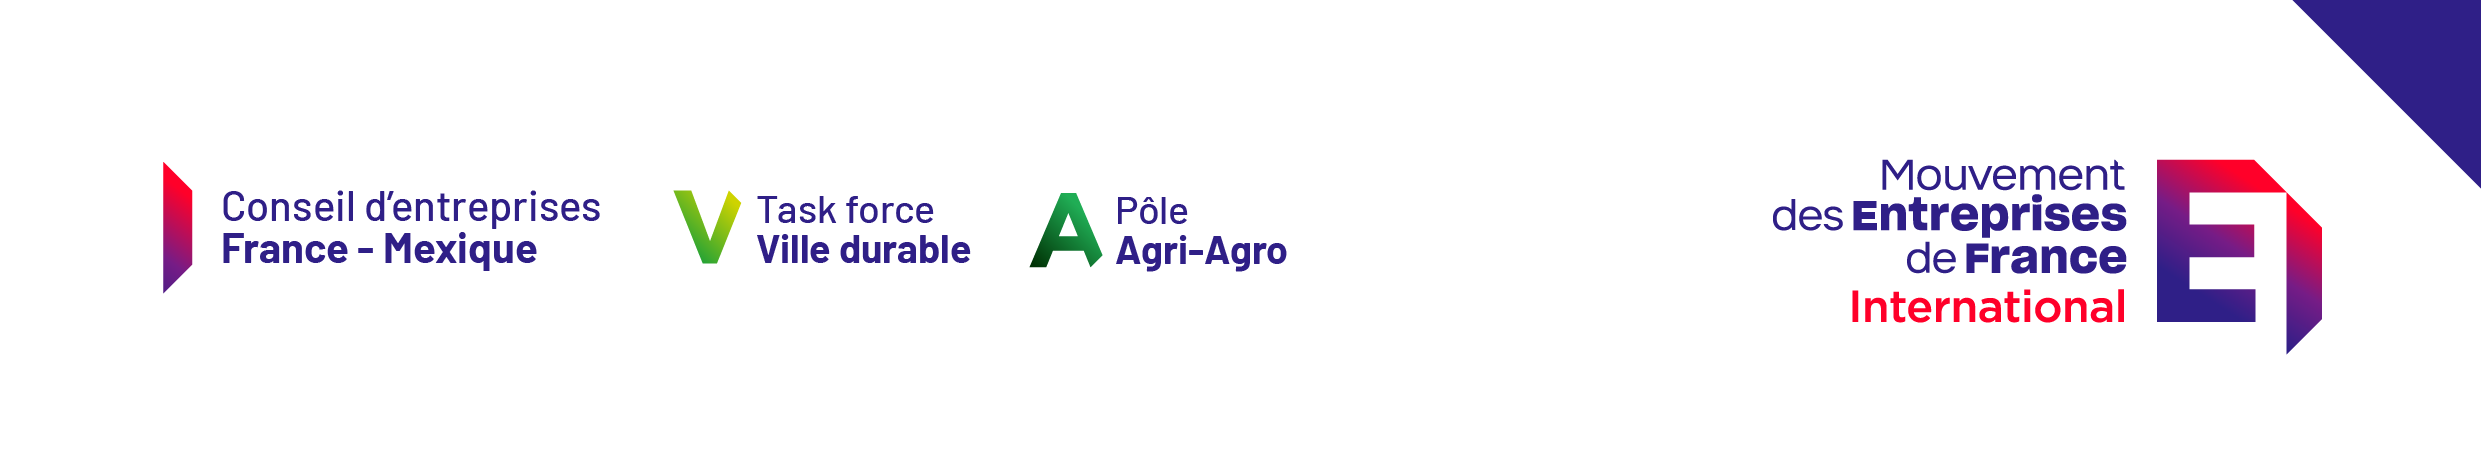 Conseil d’entreprises
France - Mexique
V
Task force
Ville durable
A
Pôle
Agri-Agro
Mouvement
des Entreprises
de France
International
E